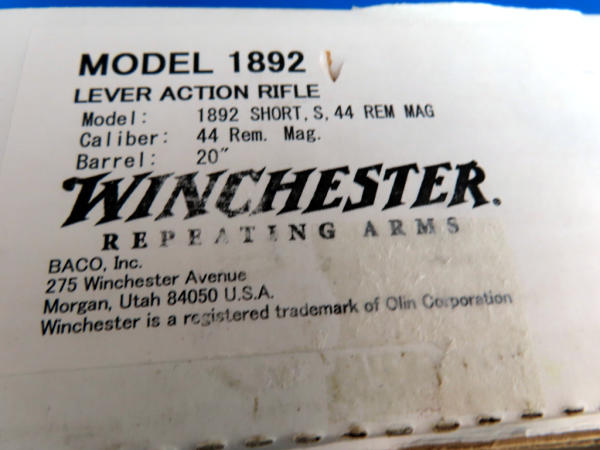 MODEL 1892
LEVER ACTION RIFLE
Model: 1892 SHORT, S, 44 REM MAG
Caliber: 44 Rem. Mag.
Barrel: 20"
WINCHESTER.
REPEATING ARMS
BACO, Inc.
275 Winchester Avenue
Morgan, Utah 84050 U.S.A.
Winchester is a registered trademark of Olin Corporation